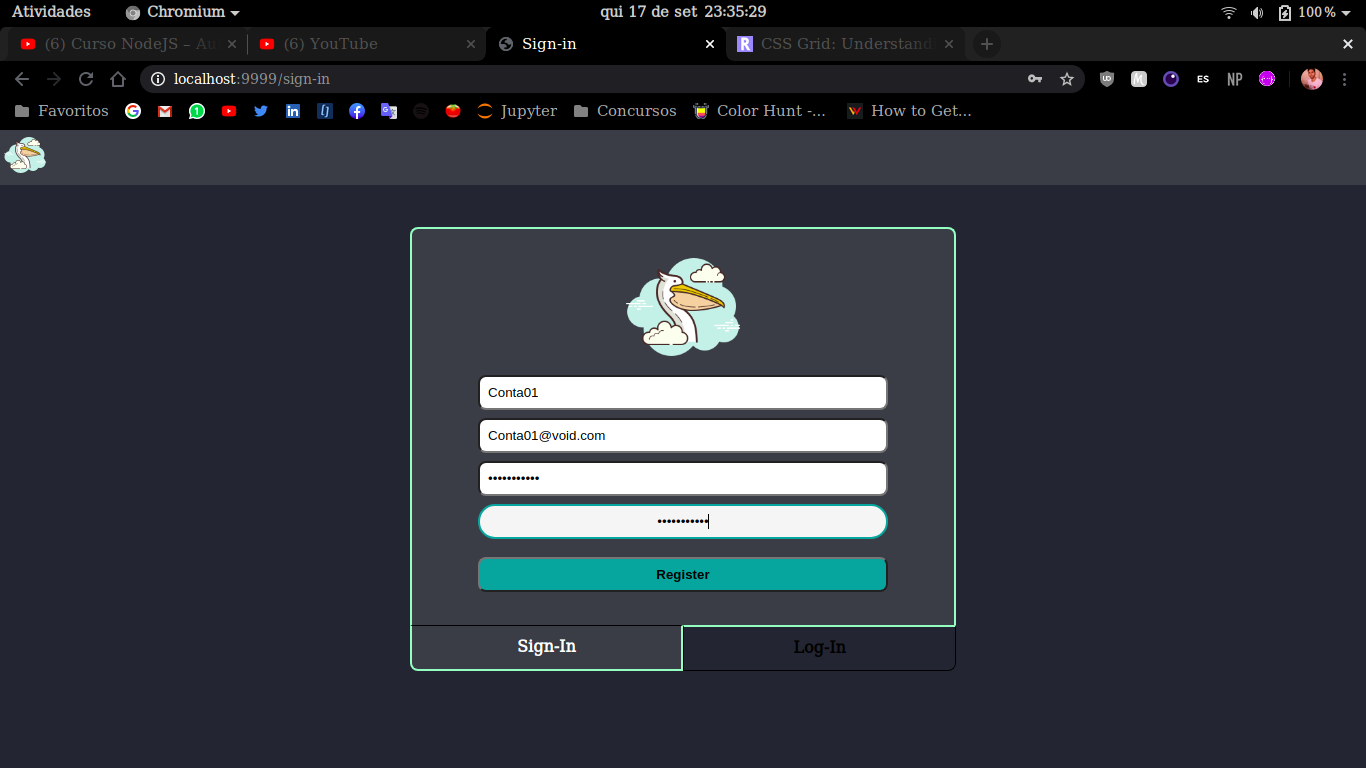 Atividades Chromium qui 17 de set 23:35:29 100%
(6) Curso NodeJS – Au (6) YouTube Sign-in CSS Grid: Understand
localhost:9999/sign-in ES NP
Favoritos Jupyter Concursos Color Hunt -... How to Get...
Conta01
Conta01@void.com
•••••••••••
•••••••••••
Register
Sign-In Log-In